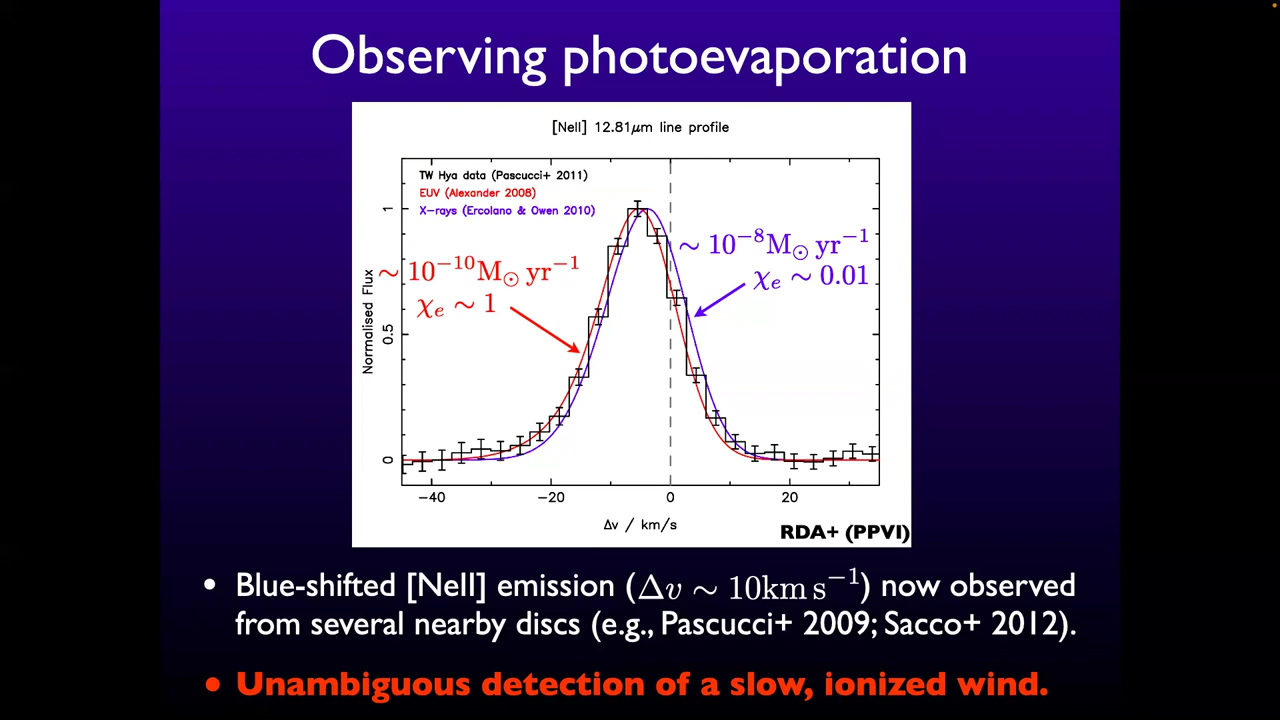 Observing photoevaporation
[NeII] 12.81μm line profile
TW Hya data (Pascucci+ 2011)
EUV (Alexander 2008)
X-rays (Ercolano & Owen 2010)
∼ 10⁻⁸M⊙ yr⁻¹
χₑ ∼ 0.01
∼ 10⁻¹⁰M⊙ yr⁻¹
χₑ ∼ 1
Normalised Flux
1
0.5
0
−40 −20 0 20
Δv / km/s
RDA+ (PPVI)
• Blue-shifted [NeII] emission (Δv ∼ 10km s⁻¹) now observed
from several nearby discs (e.g., Pascucci+ 2009; Sacco+ 2012).
• Unambiguous detection of a slow, ionized wind.